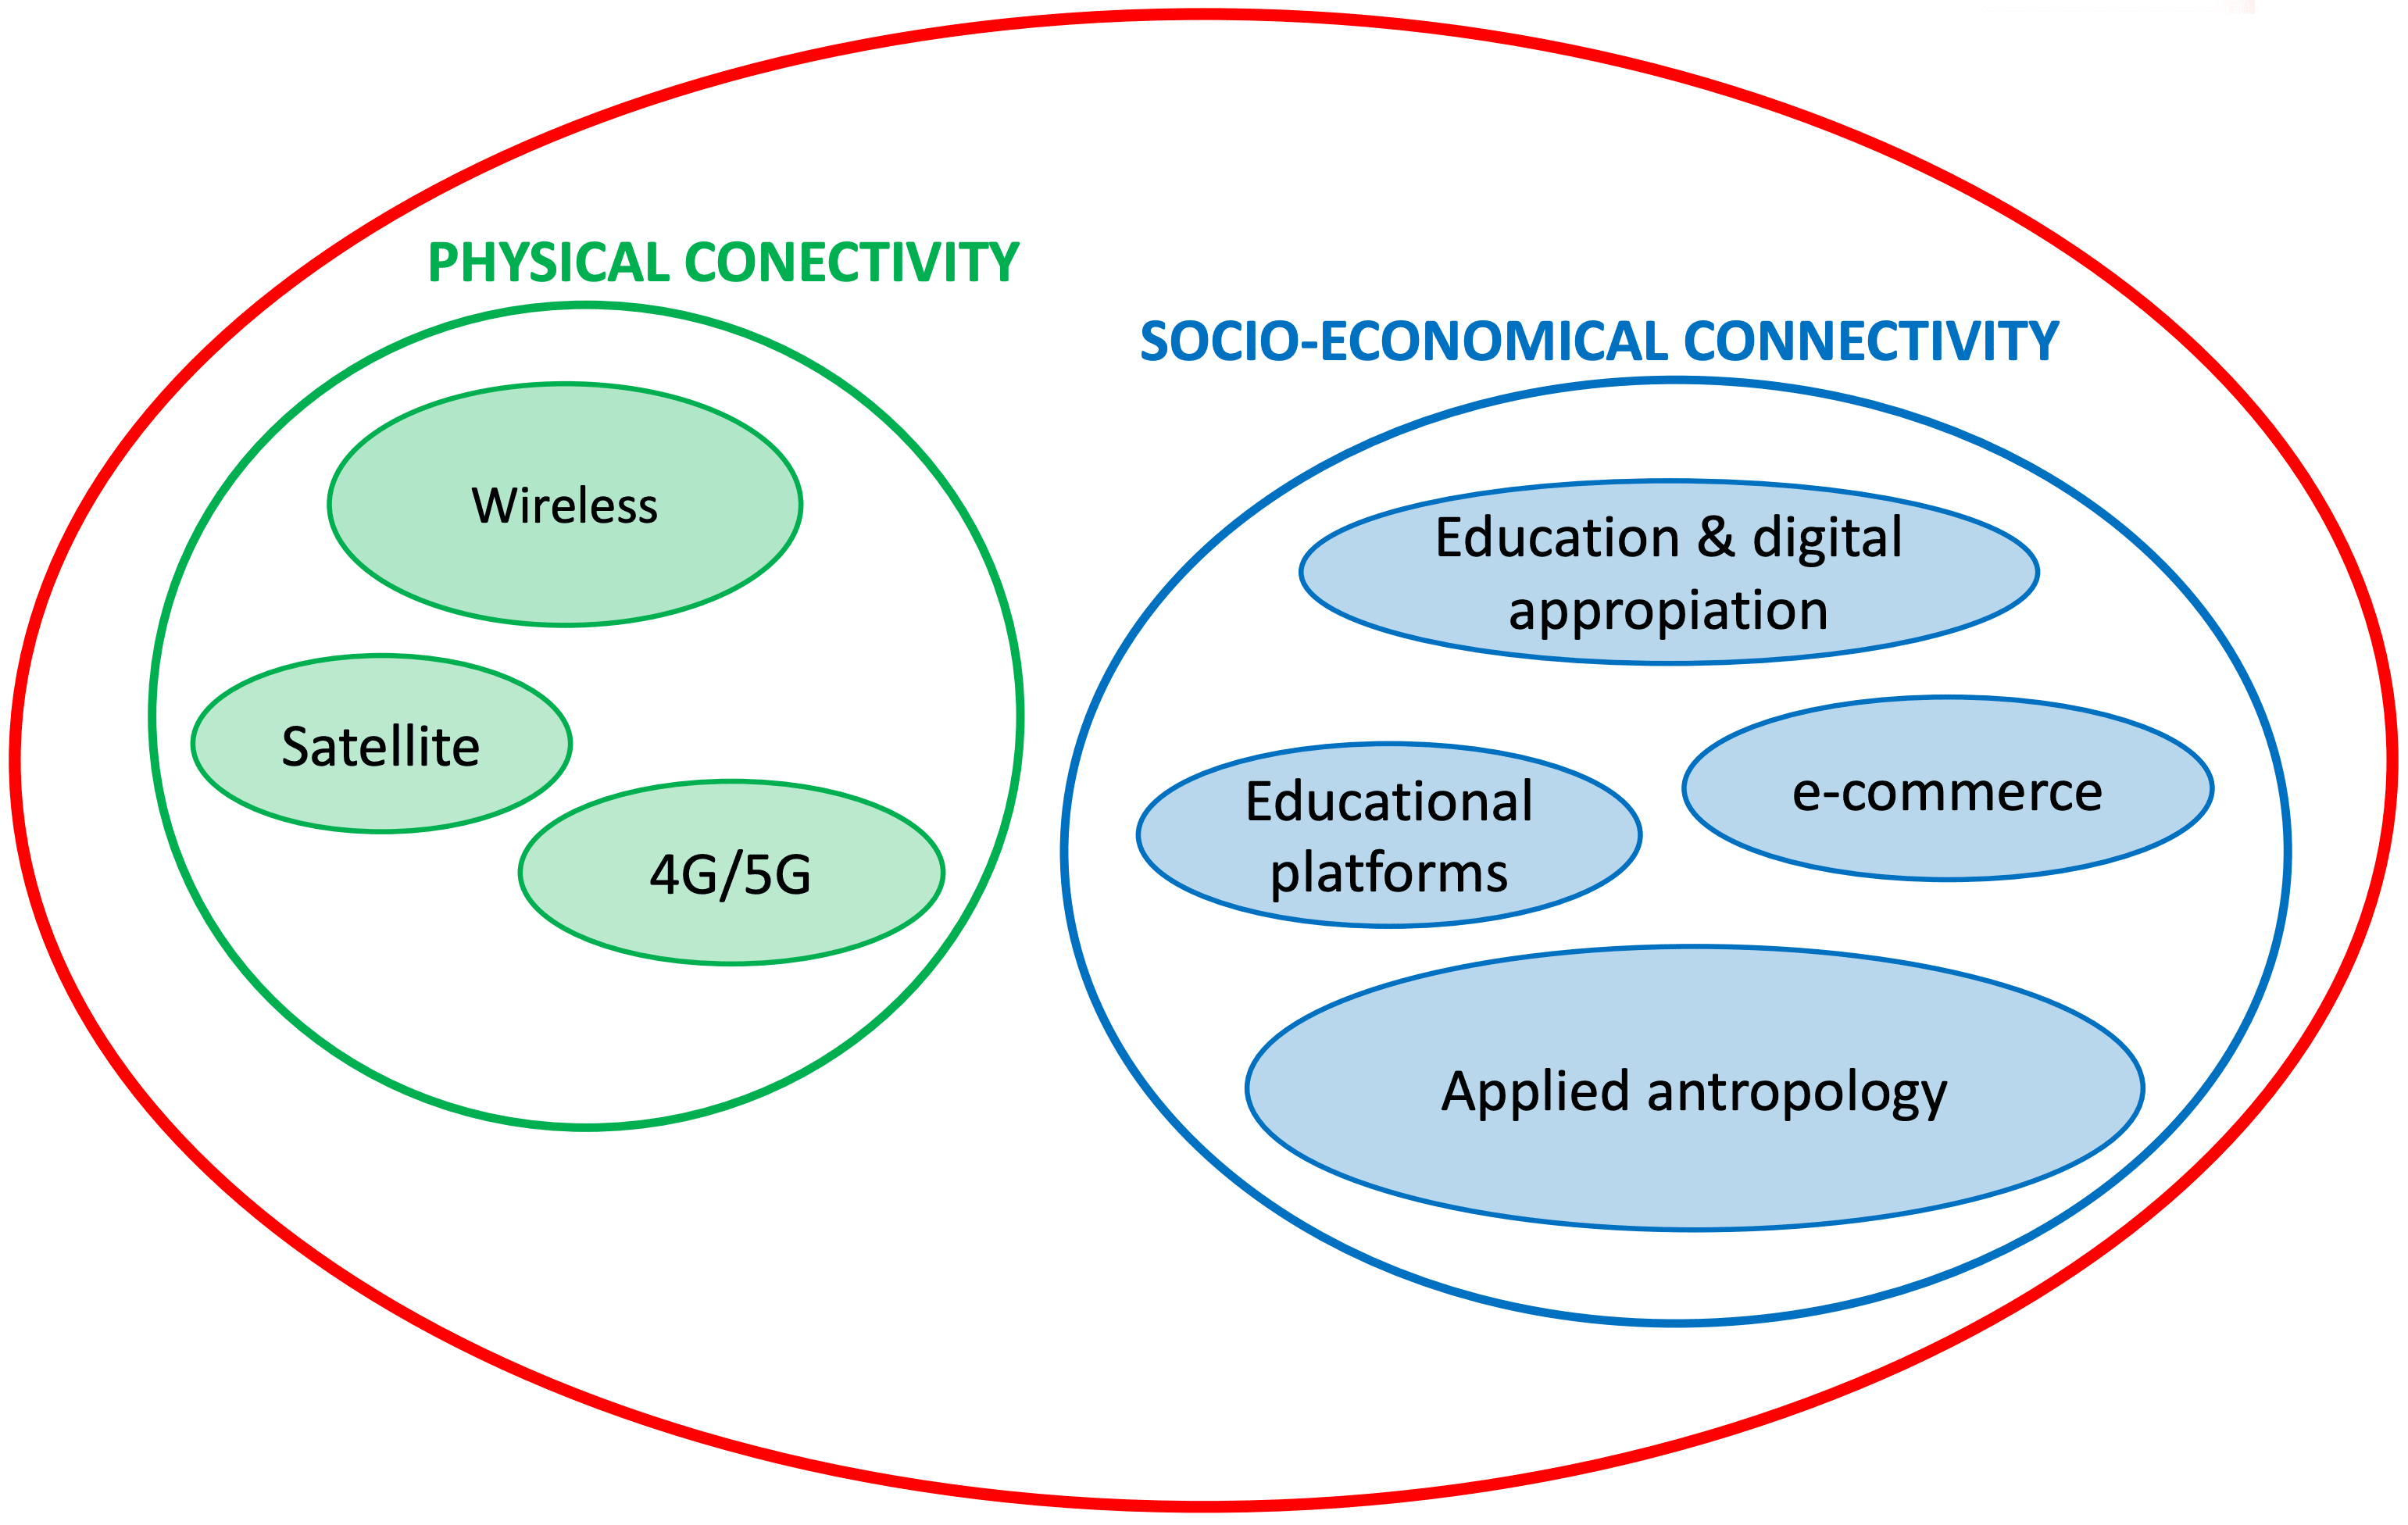 PHYSICAL CONECTIVITY
Wireless
Satellite
4G/5G
SOCIO-ECONOMICAL CONNECTIVITY
Education & digital
appropiation
Educational
platforms
e-commerce
Applied antropology